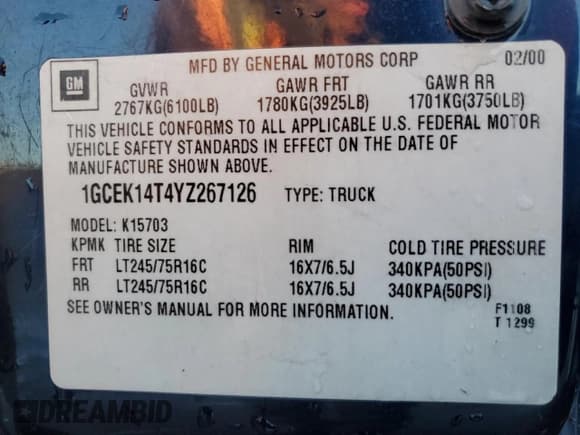 MFD BY GENERAL MOTORS CORP 02/00
GM
GVWR GAWR FRT GAWR RR
2767KG(6100LB) 1780KG(3925LB) 1701KG(3750LB)
THIS VEHICLE CONFORMS TO ALL APPLICABLE U.S. FEDERAL MOTOR
VEHICLE SAFETY STANDARDS IN EFFECT ON THE DATE OF
MANUFACTURE SHOWN ABOVE.
1GCEK14T4YZ267126 TYPE: TRUCK
MODEL: K15703
KPMK TIRE SIZE RIM COLD TIRE PRESSURE
FRT LT245/75R16C 16X7/6.5J 340KPA(50PSI)
RR LT245/75R16C 16X7/6.5J 340KPA(50PSI)
SEE OWNER'S MANUAL FOR MORE INFORMATION.
F1108
T 1299
DREAMBID